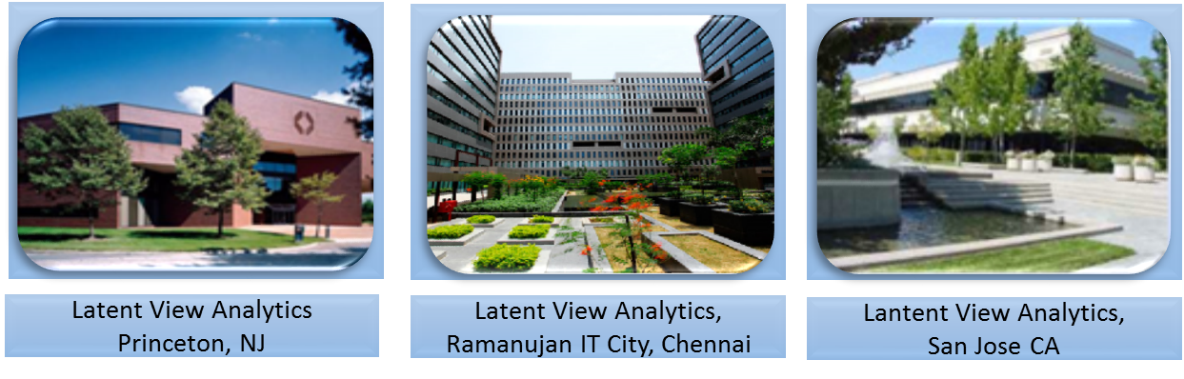 Latent View Analytics
Princeton, NJ
Latent View Analytics,
Ramanujan IT City, Chennai
Lantent View Analytics,
San Jose CA